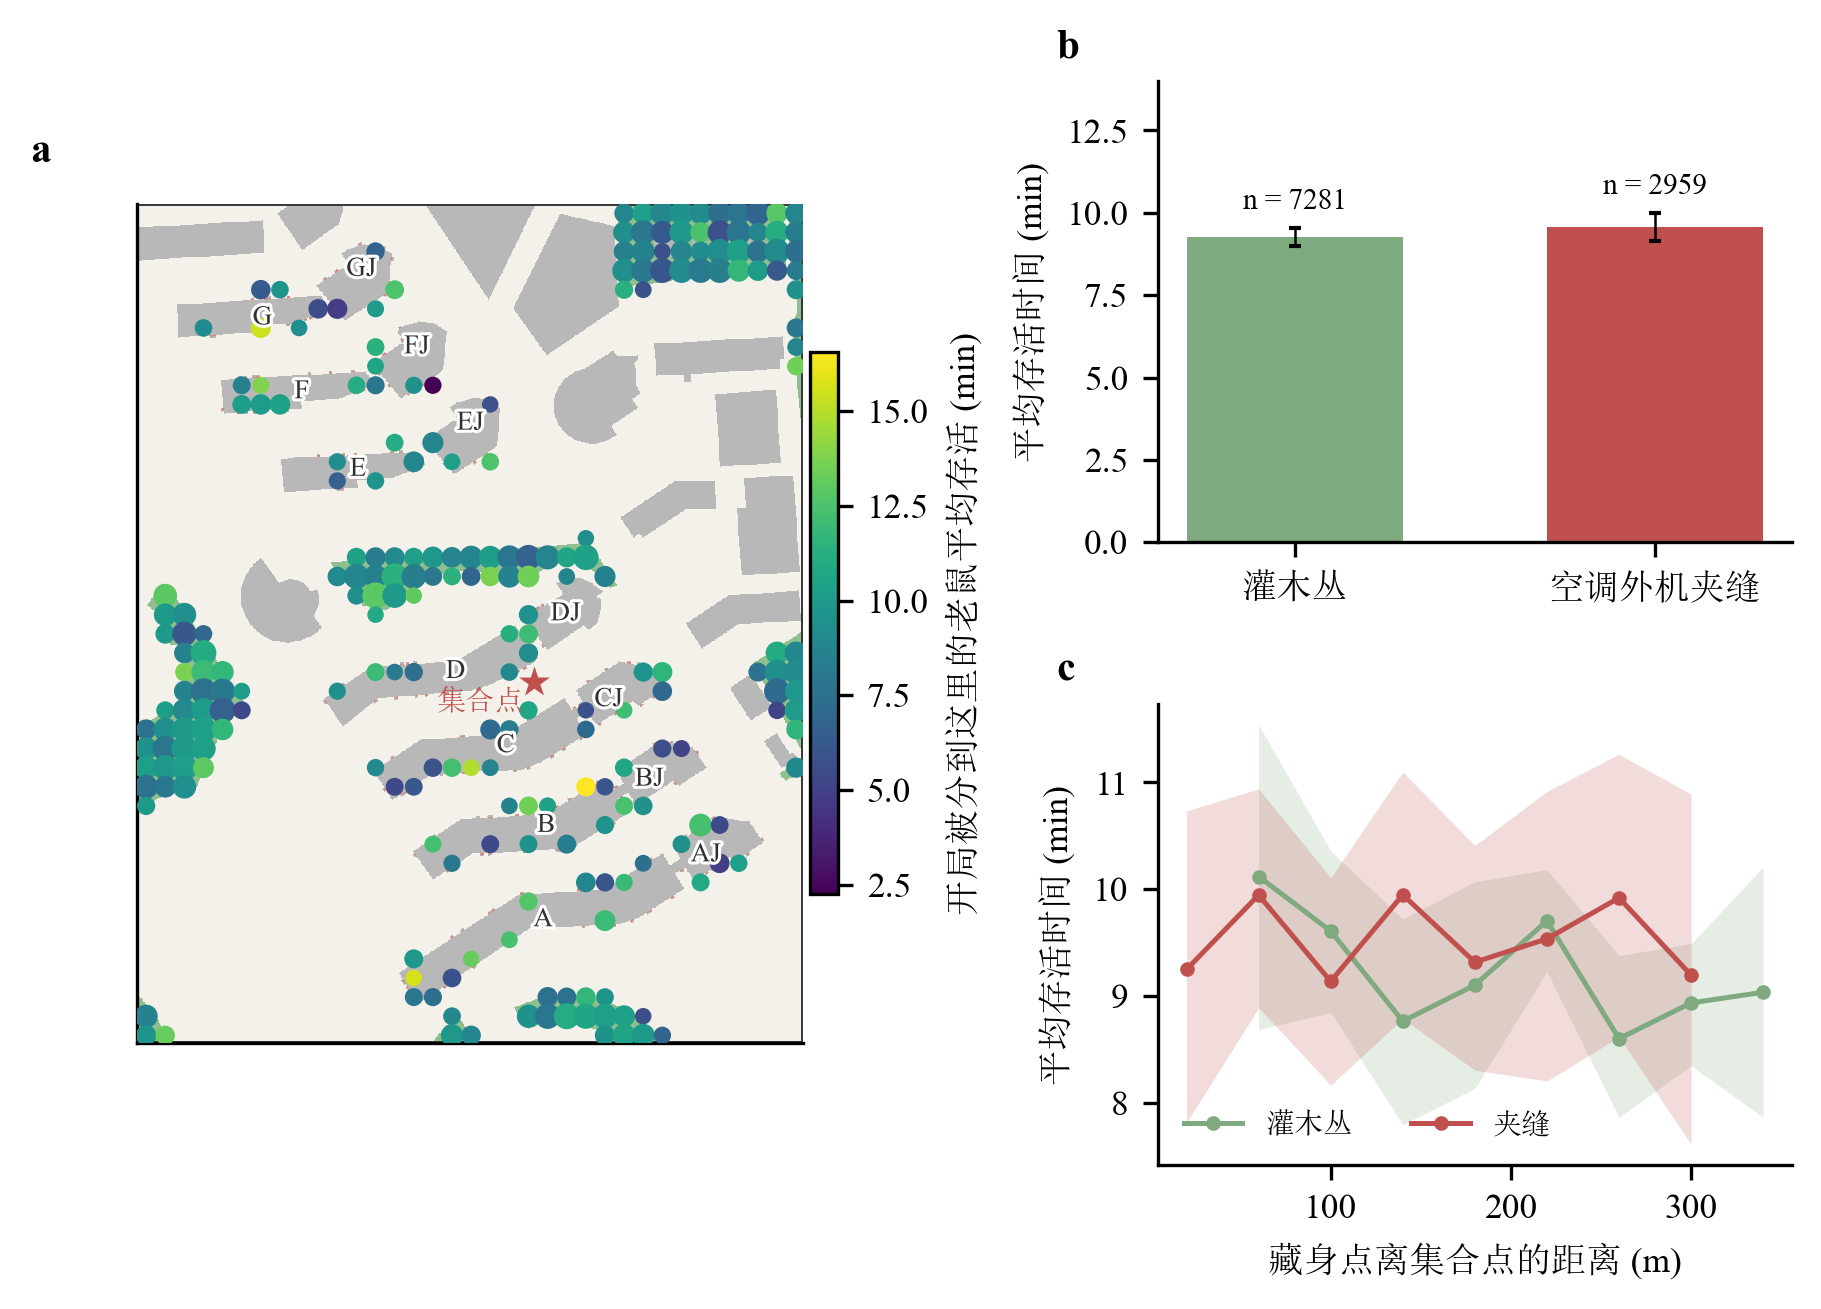 a
GJ
G
FJ
F
EJ
E
DJ
D
集合点
CJ
C
BJ
B
AJ
A
15.0
12.5
10.0
7.5
5.0
2.5
开局被分到这里的老鼠平均存活 (min)
b
平均存活时间 (min)
12.5
10.0
7.5
5.0
2.5
0.0
n = 7281
n = 2959
灌木丛
空调外机夹缝
c
平均存活时间 (min)
11
10
9
8
灌木丛
夹缝
100
200
300
藏身点离集合点的距离 (m)